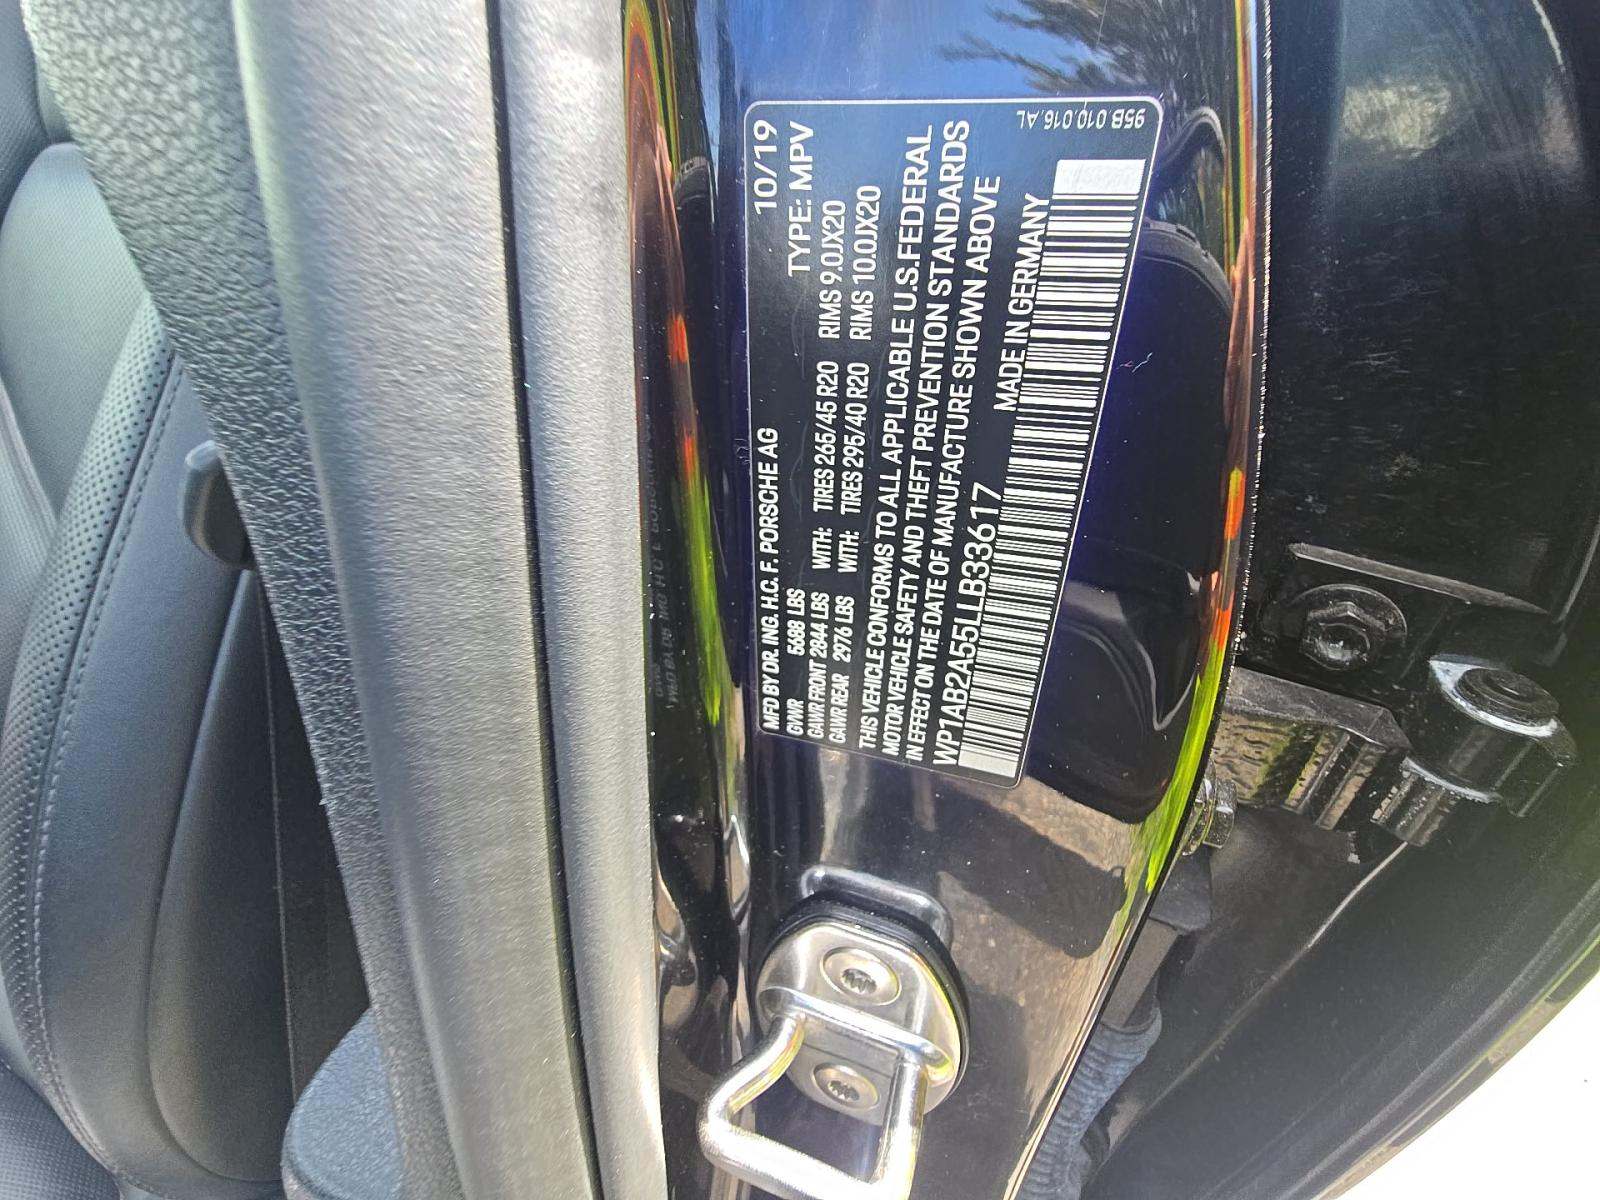 MFD BY DR. ING. H.C. F. PORSCHE AG 10/19
GVWR 5688 LBS TYPE: MPV
GAWR FRONT 2844 LBS WITH: TIRES 265/45 R20 RIMS 9.0JX20
GAWR REAR 2976 LBS WITH: TIRES 295/40 R20 RIMS 10.0JX20
THIS VEHICLE CONFORMS TO ALL APPLICABLE U.S. FEDERAL
MOTOR VEHICLE SAFETY AND THEFT PREVENTION STANDARDS
IN EFFECT ON THE DATE OF MANUFACTURE SHOWN ABOVE
WP1AB2A55LLB33617 MADE IN GERMANY
95B.010.016.AL